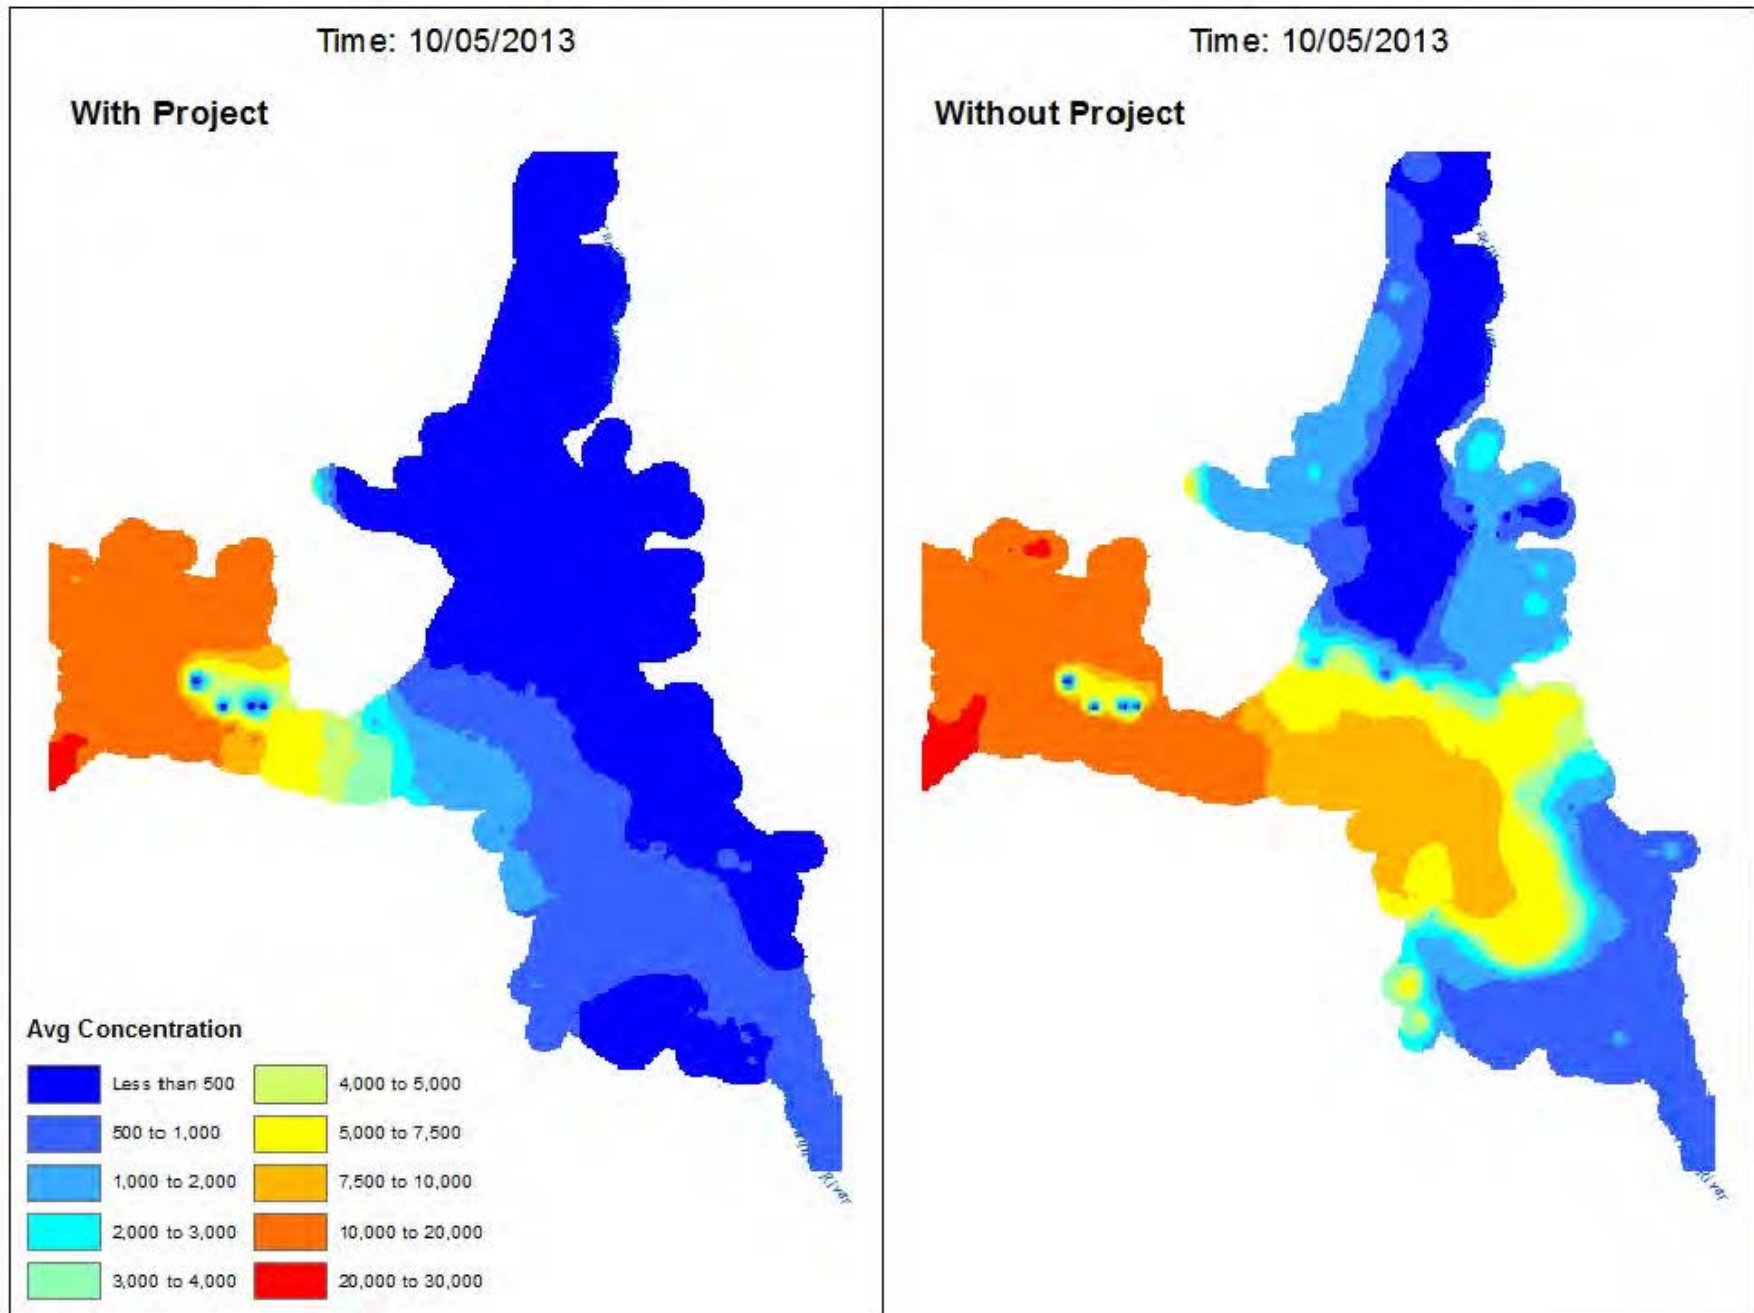 Time: 10/05/2013
With Project
Avg Concentration
Less than 500
500 to 1,000
1,000 to 2,000
2,000 to 3,000
3,000 to 4,000
4,000 to 5,000
5,000 to 7,500
7,500 to 10,000
10,000 to 20,000
20,000 to 30,000
River
Time: 10/05/2013
Without Project
River